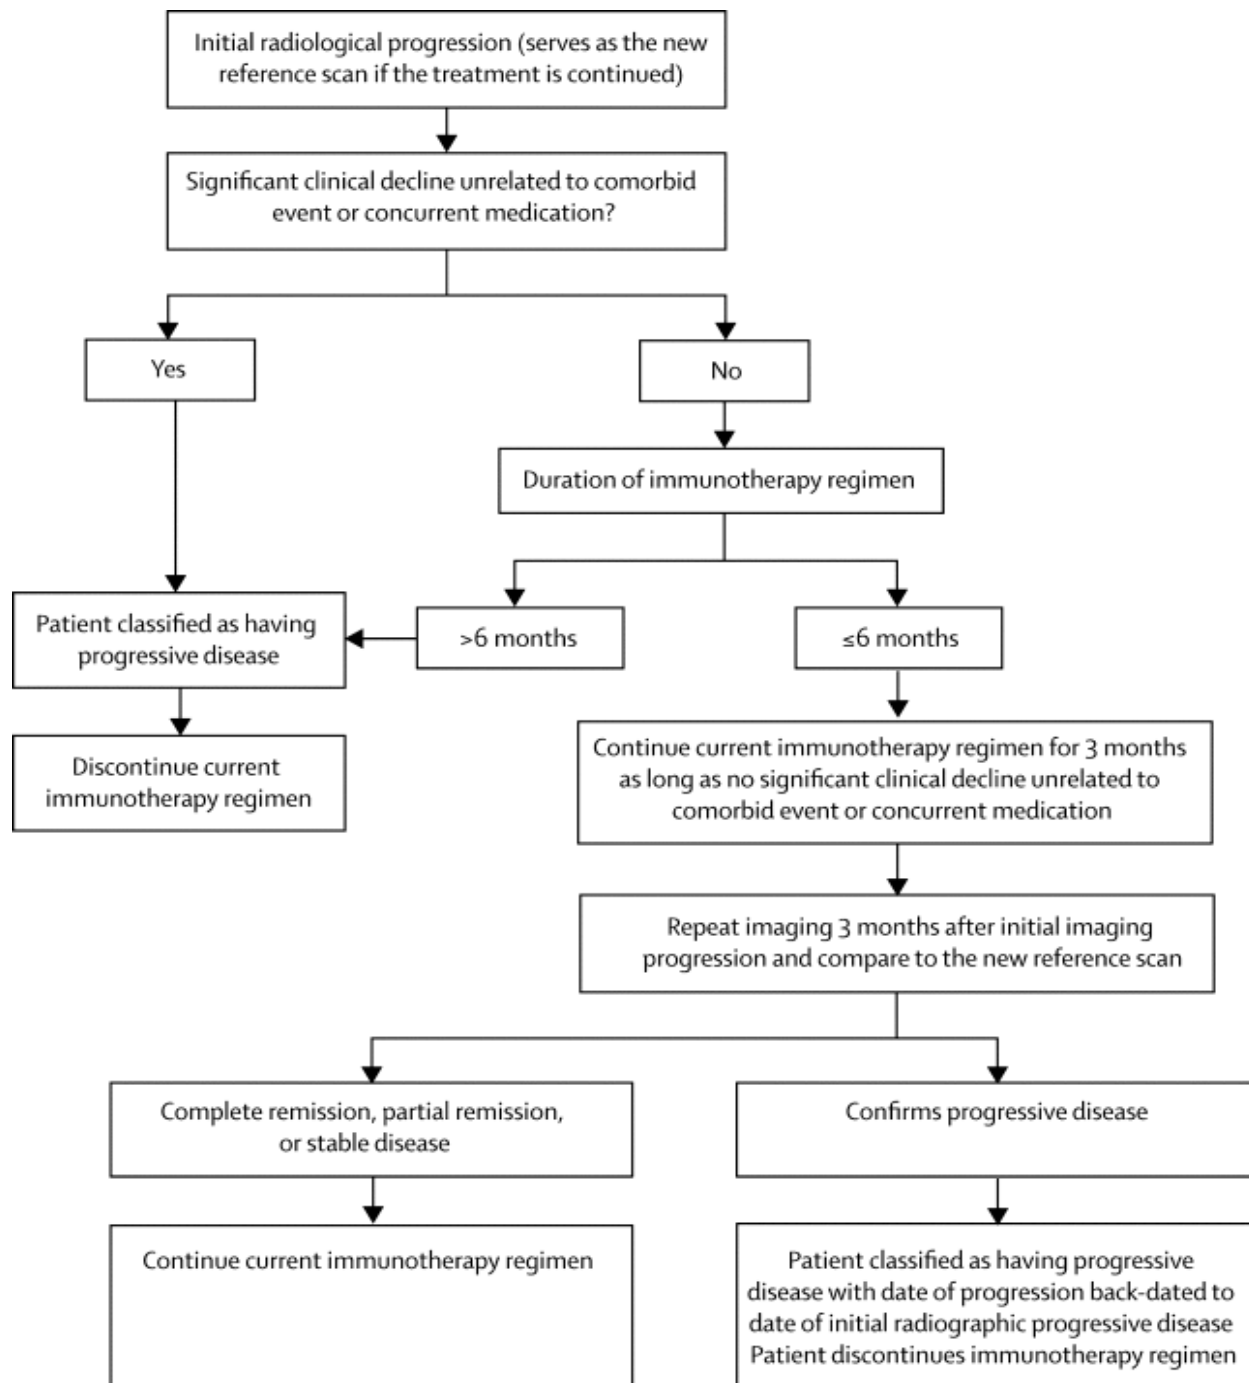 Initial radiological progression (serves as the new
reference scan if the treatment is continued)
Significant clinical decline unrelated to comorbid
event or concurrent medication?
Yes
No
Duration of immunotherapy regimen
Patient classified as having
progressive disease
>6 months
≤6 months
Discontinue current
immunotherapy regimen
Continue current immunotherapy regimen for 3 months
as long as no significant clinical decline unrelated to
comorbid event or concurrent medication
Repeat imaging 3 months after initial imaging
progression and compare to the new reference scan
Complete remission, partial remission,
or stable disease
Confirms progressive disease
Continue current immunotherapy regimen
Patient classified as having progressive
disease with date of progression back-dated to
date of initial radiographic progressive disease
Patient discontinues immunotherapy regimen